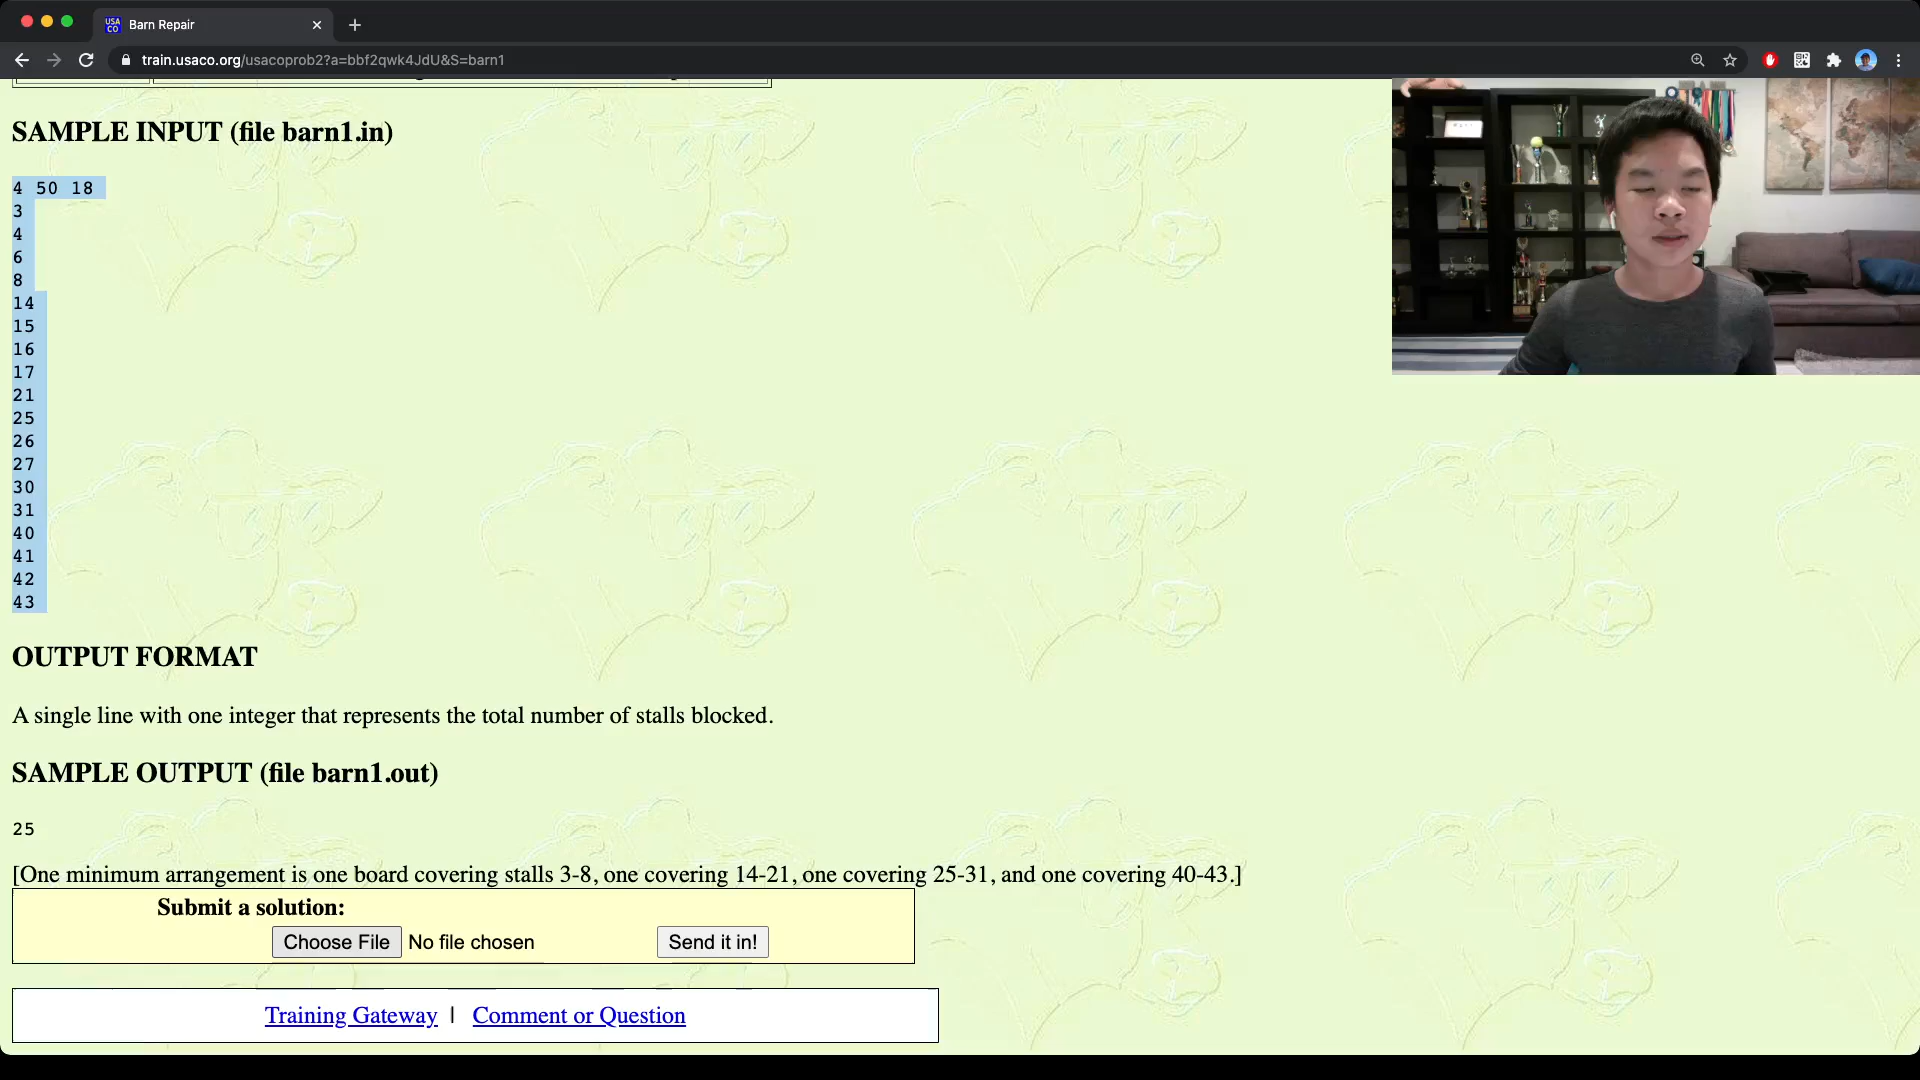 USACO
Barn Repair
train.usaco.org/usacoprob2?a=bbf2qwk4JdU&S=barn1
SAMPLE INPUT (file barn1.in)
4 50 18
3
4
6
8
14
15
16
17
21
25
26
27
30
31
40
41
42
43
OUTPUT FORMAT
A single line with one integer that represents the total number of stalls blocked.
SAMPLE OUTPUT (file barn1.out)
25
[One minimum arrangement is one board covering stalls 3-8, one covering 14-21, one covering 25-31, and one covering 40-43.]
Submit a solution:
Choose File No file chosen Send it in!
Training Gateway | Comment or Question